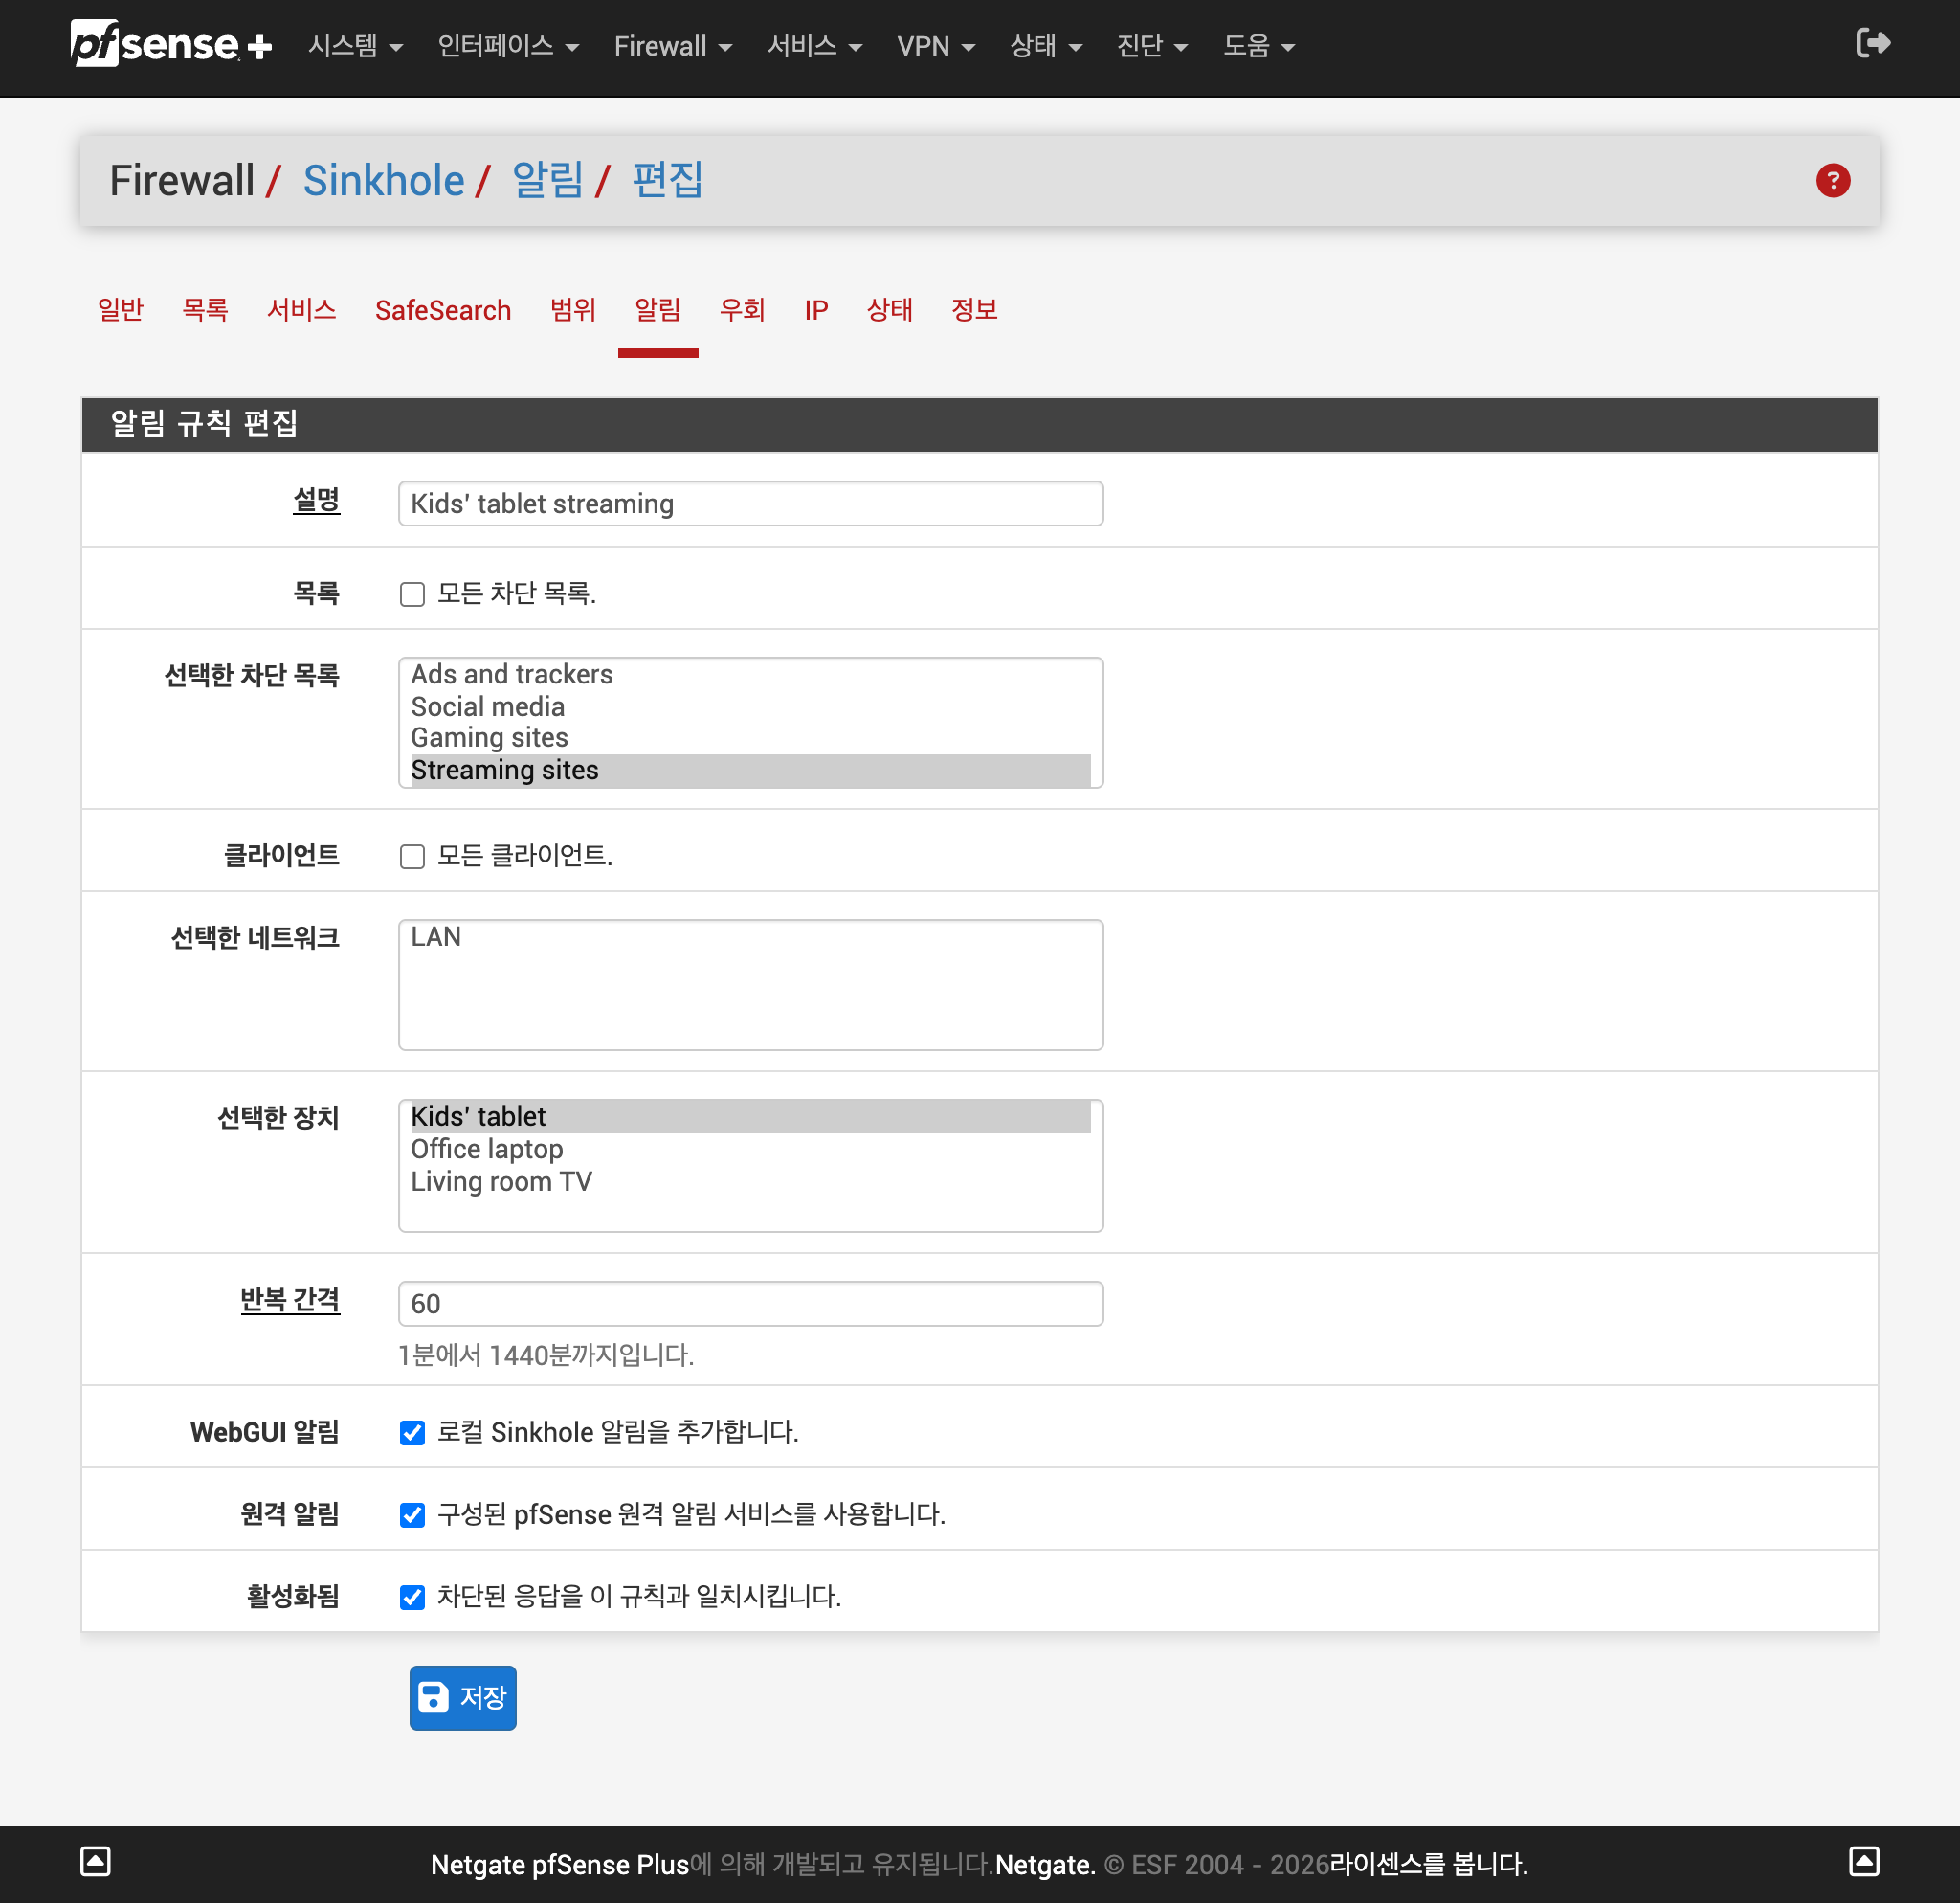 pfsense+ 시스템 인터페이스 Firewall 서비스 VPN 상태 진단 도움
Firewall / Sinkhole / 알림 / 편집
일반 목록 서비스 SafeSearch 범위 알림 우회 IP 상태 정보
알림 규칙 편집
설명 Kids' tablet streaming
목록 모든 차단 목록.
선택한 차단 목록 Ads and trackers
Social media
Gaming sites
Streaming sites
클라이언트 모든 클라이언트.
선택한 네트워크 LAN
선택한 장치 Kids' tablet
Office laptop
Living room TV
반복 간격 60
1분에서 1440분까지입니다.
WebGUI 알림 로컬 Sinkhole 알림을 추가합니다.
원격 알림 구성된 pfSense 원격 알림 서비스를 사용합니다.
활성화됨 차단된 응답을 이 규칙과 일치시킵니다.
저장
Netgate pfSense Plus에 의해 개발되고 유지됩니다.Netgate. © ESF 2004 - 2026라이센스를 봅니다.